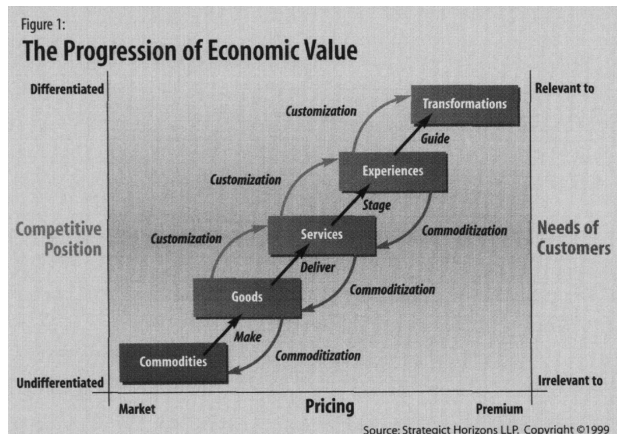 Figure 1:
The Progression of Economic Value
Differentiated
Relevant to
Transformations
Customization
Guide
Experiences
Customization
Stage
Competitive
Position
Needs of
Customers
Services
Customization
Commoditization
Deliver
Goods
Commoditization
Make
Commodities
Commoditization
Undifferentiated
Irrelevant to
Market
Pricing
Premium
Source: Strategict Horizons LLP, Copyright ©1999